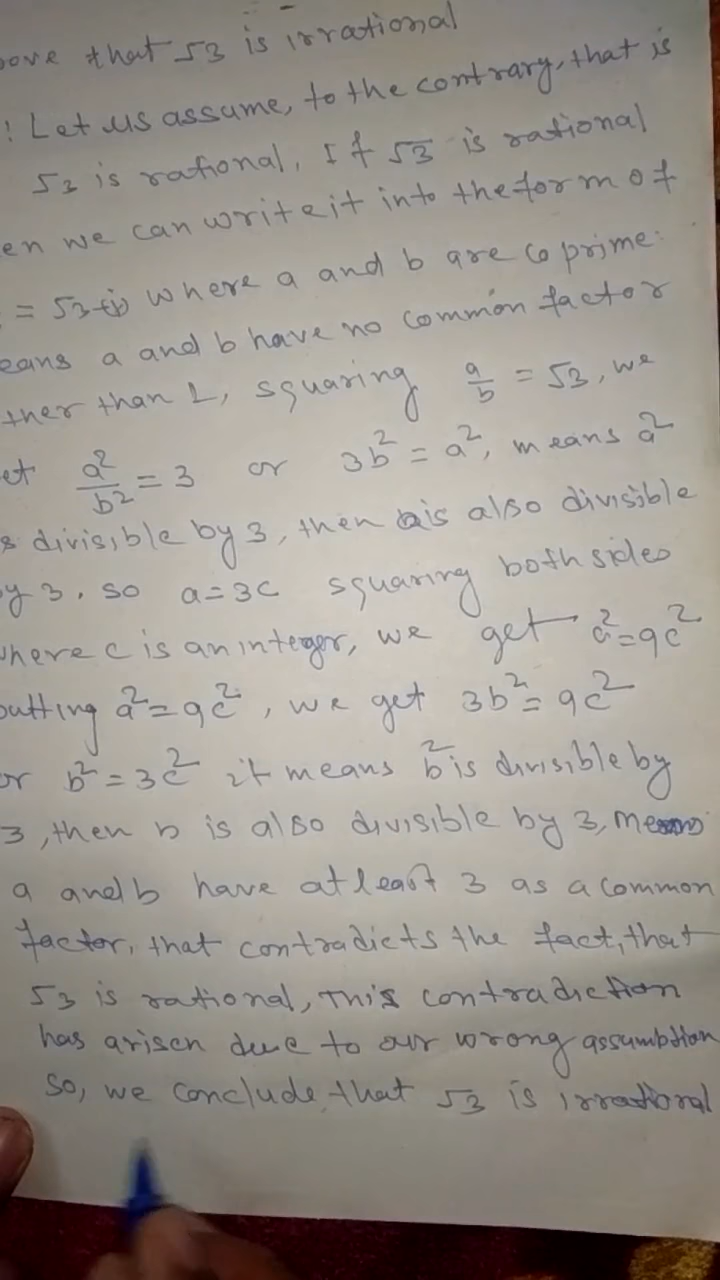 ove that √3 is irrational
! Let us assume, to the contrary, that is
√3 is rational, If √3 is rational
en we can write it into the form of
= √3 where a and b are co prime
eans a and b have no common factor
ther than 1, squaring a/b = √3, we
et a²/b² = 3 or 3b² = a², means a²
s divisible by 3, then a is also divisible
y 3. so a=3c squaring both sides
here c is an integer, we get a²=9c²
utting a²=9c², we get 3b²=9c²
or b²=3c² it means b² is divisible by
3, then b is also divisible by 3, means
a and b have atleast 3 as a common
factor, that contradicts the fact, that
√3 is rational, This contradiction
has arisen due to our wrong assumbtion
so, we conclude that √3 is irrational